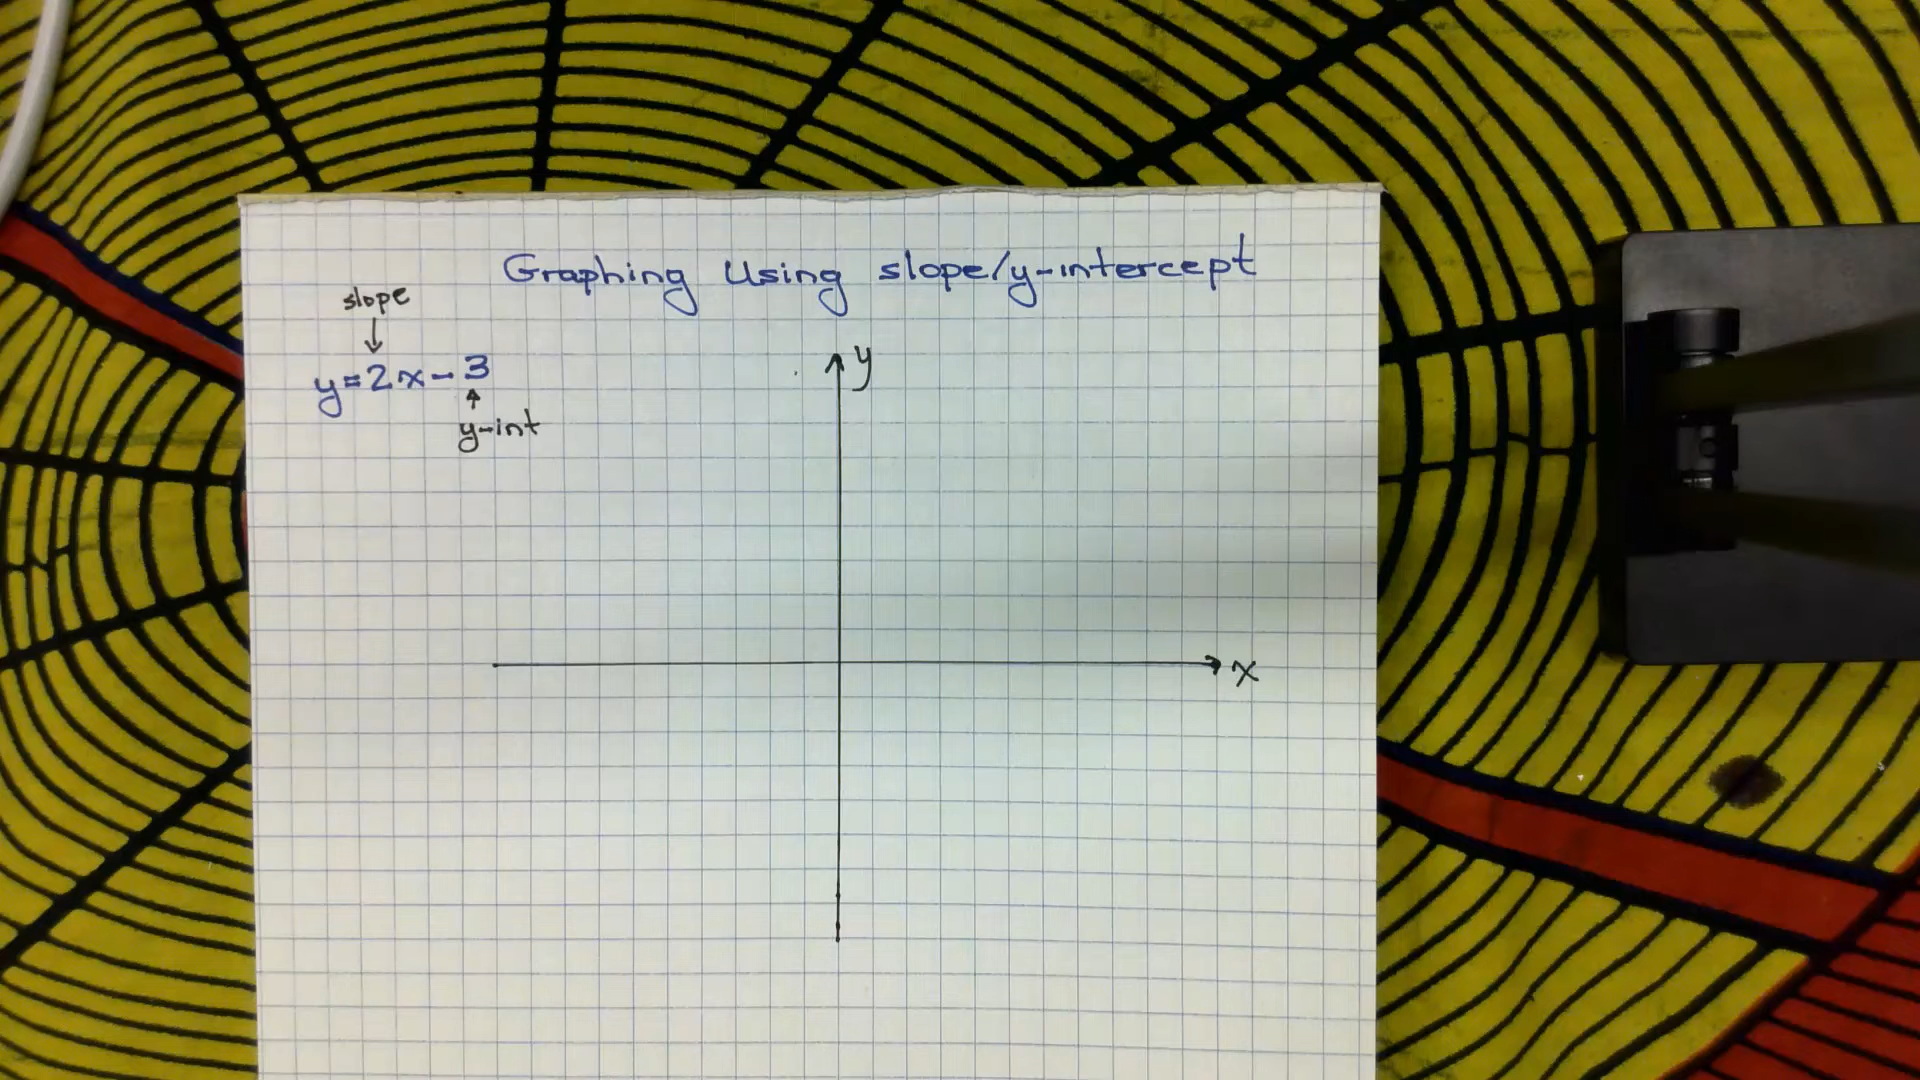 Graphing Using slope/y-intercept
slope
↓
y=2x-3
↑
y-int
y
x